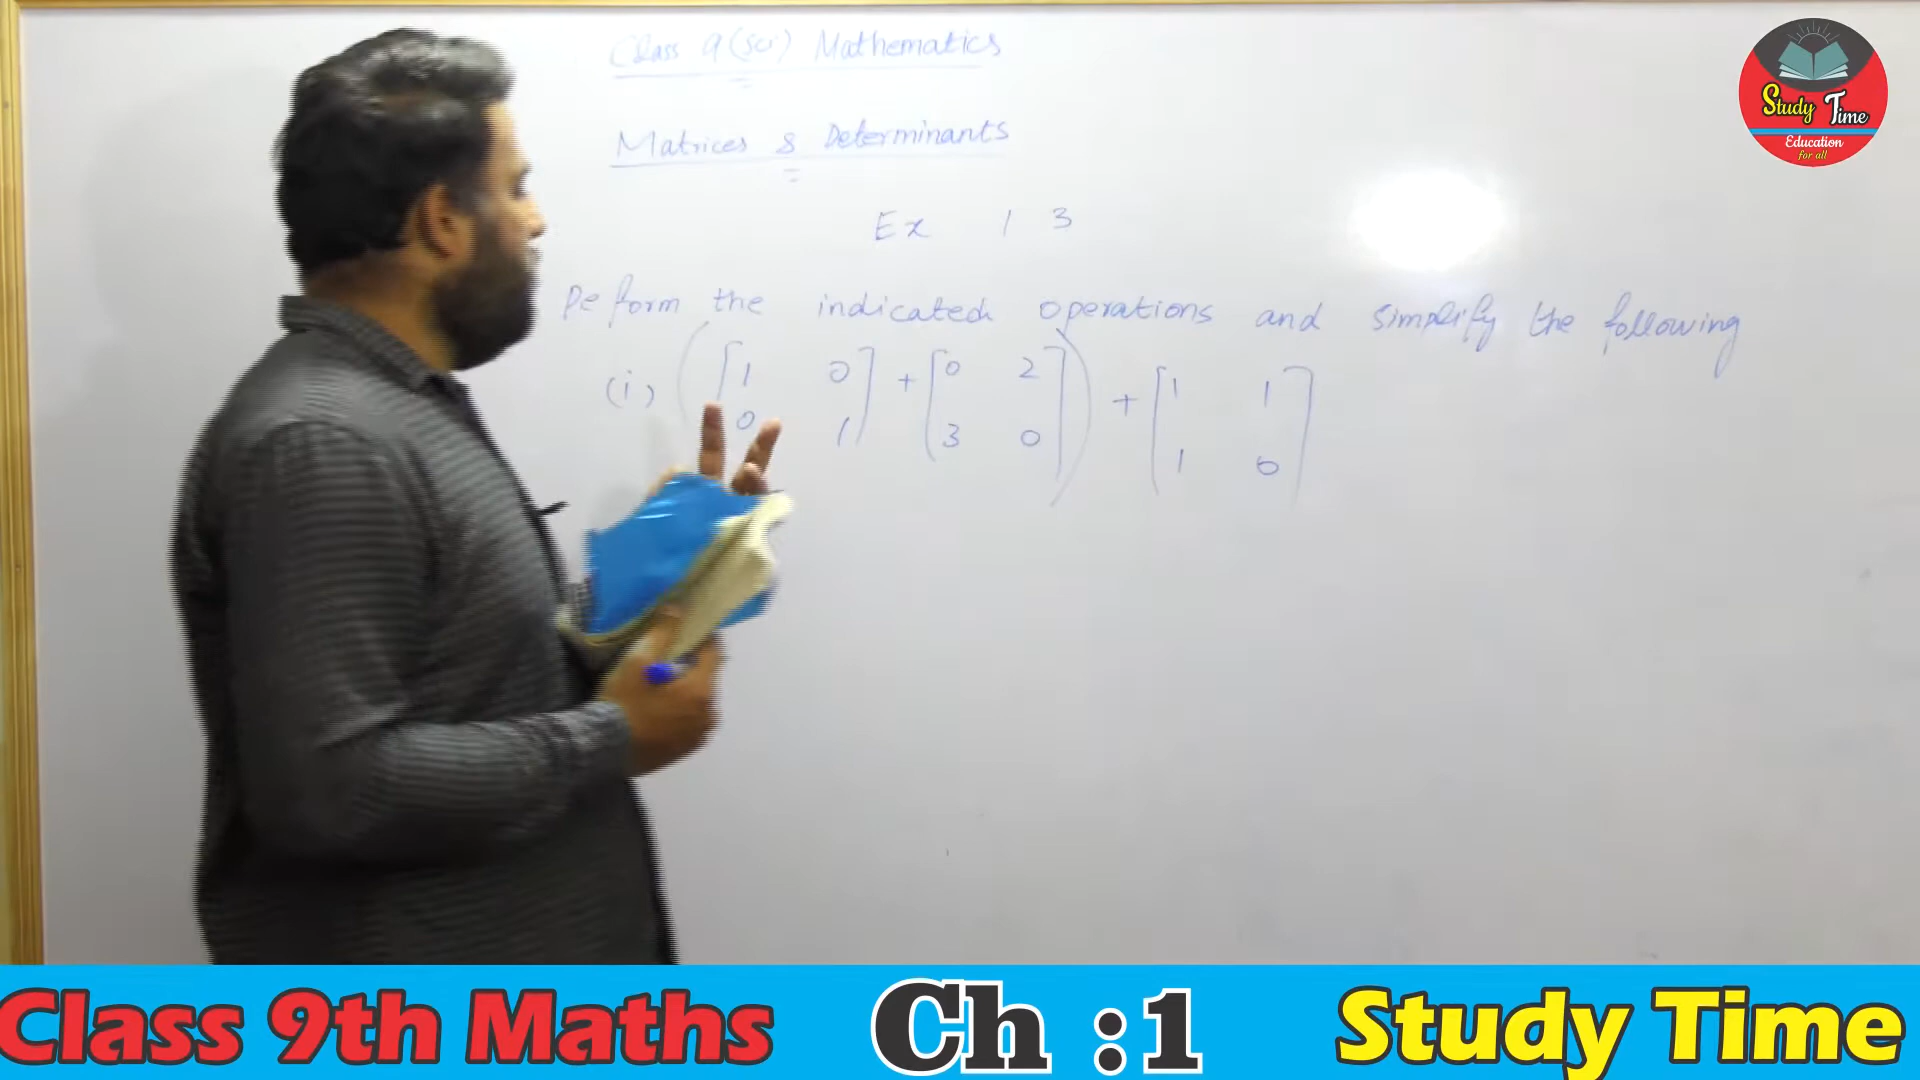 Class 9 (sci) Mathematics
Matrices & Determinants
Ex 1 3
Peform the indicated operations and simplify the following
(i) ([1 0] + [0 2]) + [1 1]
[0 1] [3 0] [1 0]
Study Time
Education
for all
Class 9th Maths Ch :1 Study Time